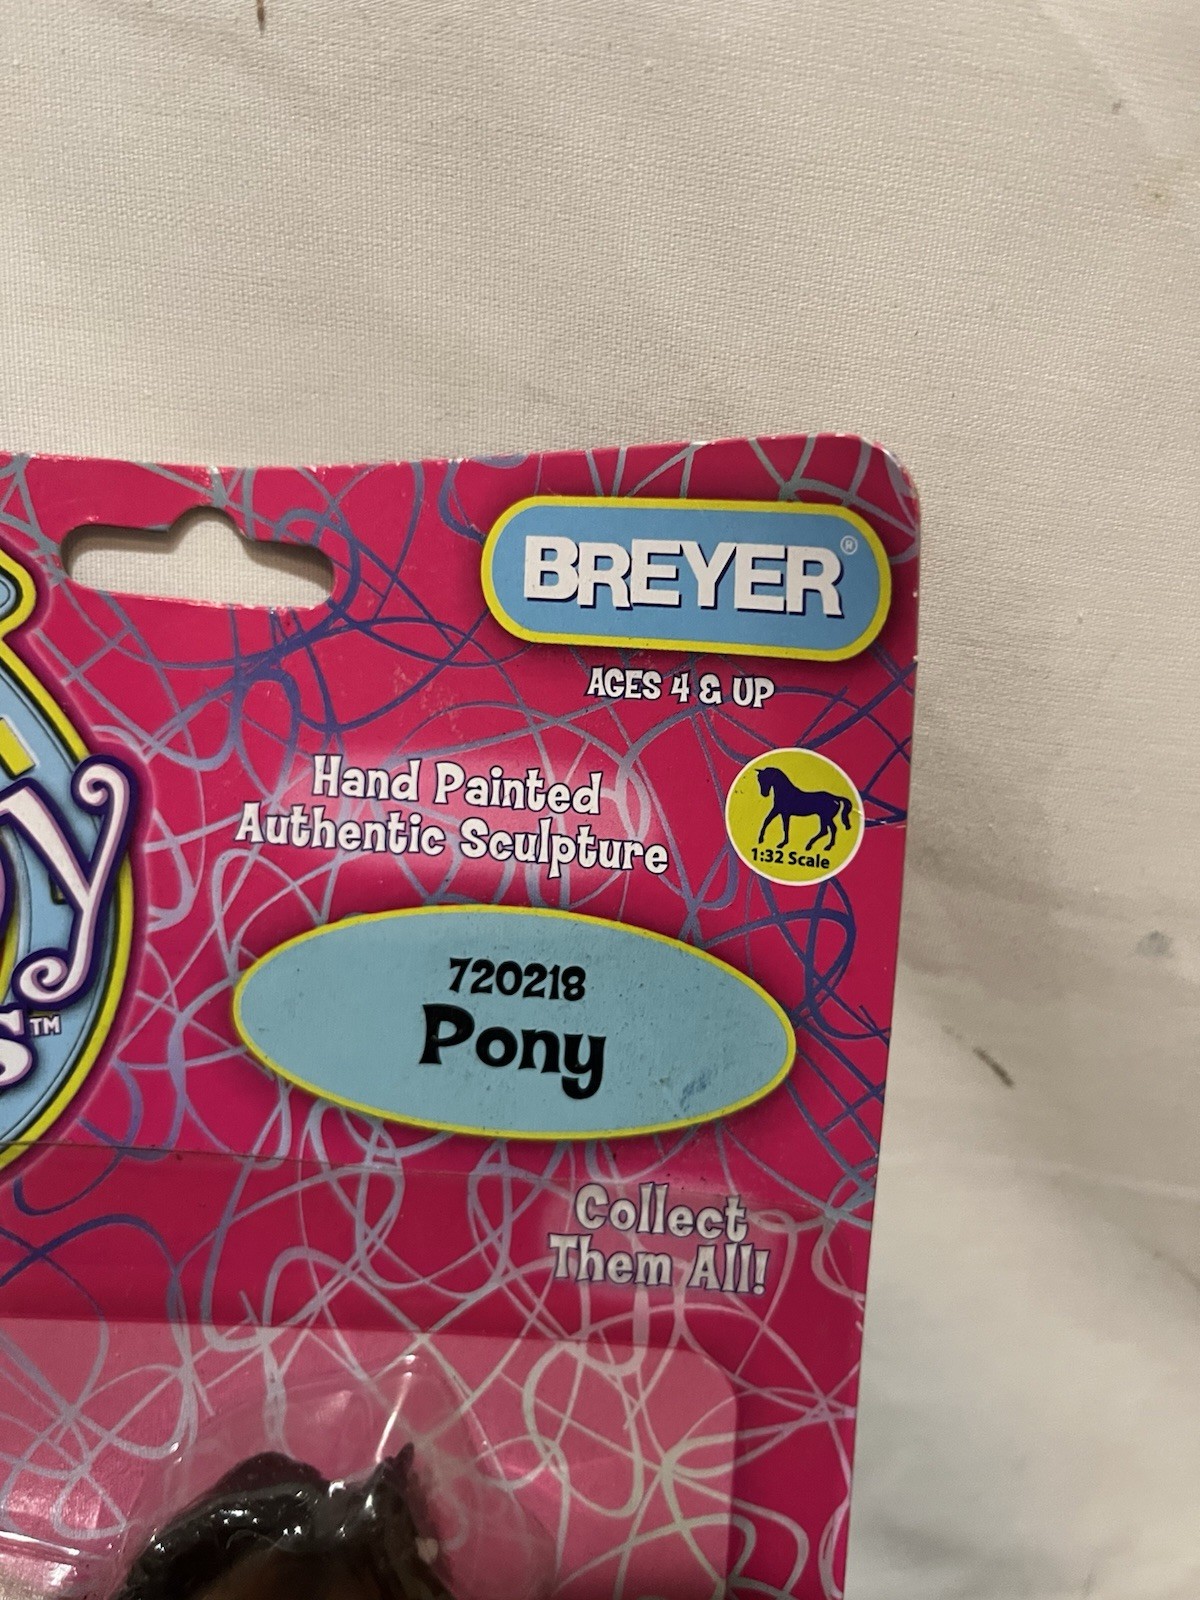 BREYER®
AGES 4 & UP
Hand Painted
Authentic Sculpture
1:32 Scale
720218
Pony
Collect
Them All!